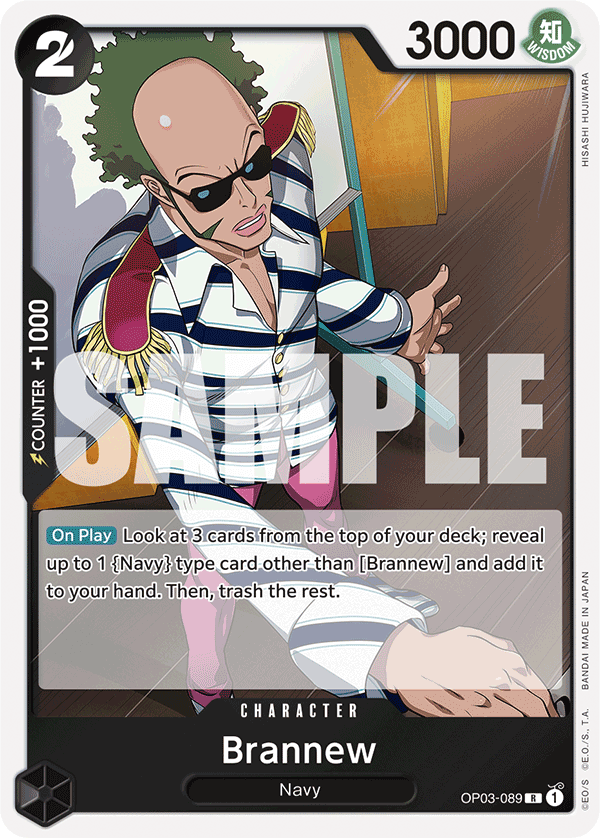 2
3000
知
WISDOM
HISASHI HUJIWARA
COUNTER +1000
SAMPLE
On Play Look at 3 cards from the top of your deck; reveal
up to 1 {Navy} type card other than [Brannew] and add it
to your hand. Then, trash the rest.
BANDAI MADE IN JAPAN
©E.O./S., T.A.
©EO/S
CHARACTER
Brannew
Navy
OP03-089 R 1